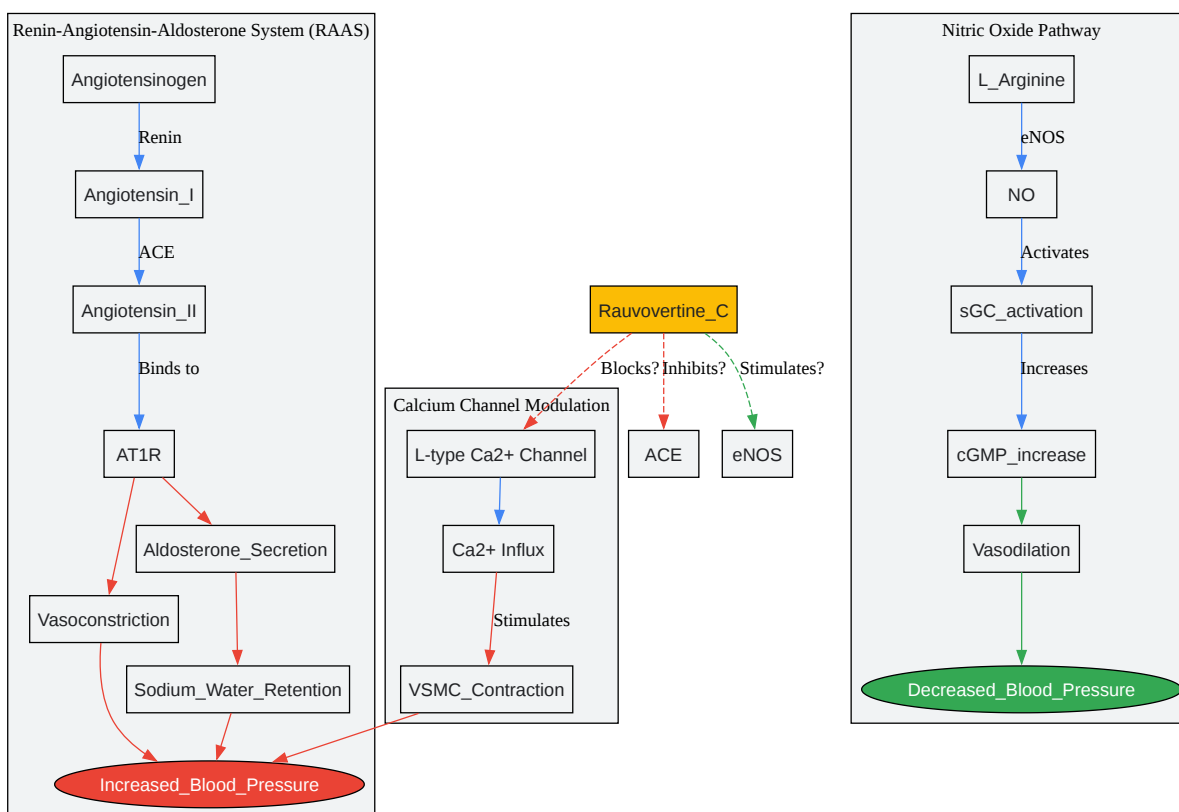 Renin-Angiotensin-Aldosterone System (RAAS)
Angiotensinogen
Renin
Angiotensin_I
ACE
Angiotensin_II
Binds to
AT1R
Aldosterone_Secretion
Vasoconstriction
Sodium_Water_Retention
Increased_Blood_Pressure
Rauvovertine_C
Blocks?
Inhibits?
Stimulates?
Calcium Channel Modulation
L-type Ca2+ Channel
Ca2+ Influx
Stimulates
VSMC_Contraction
ACE
eNOS
Nitric Oxide Pathway
L_Arginine
eNOS
NO
Activates
sGC_activation
Increases
cGMP_increase
Vasodilation
Decreased_Blood_Pressure